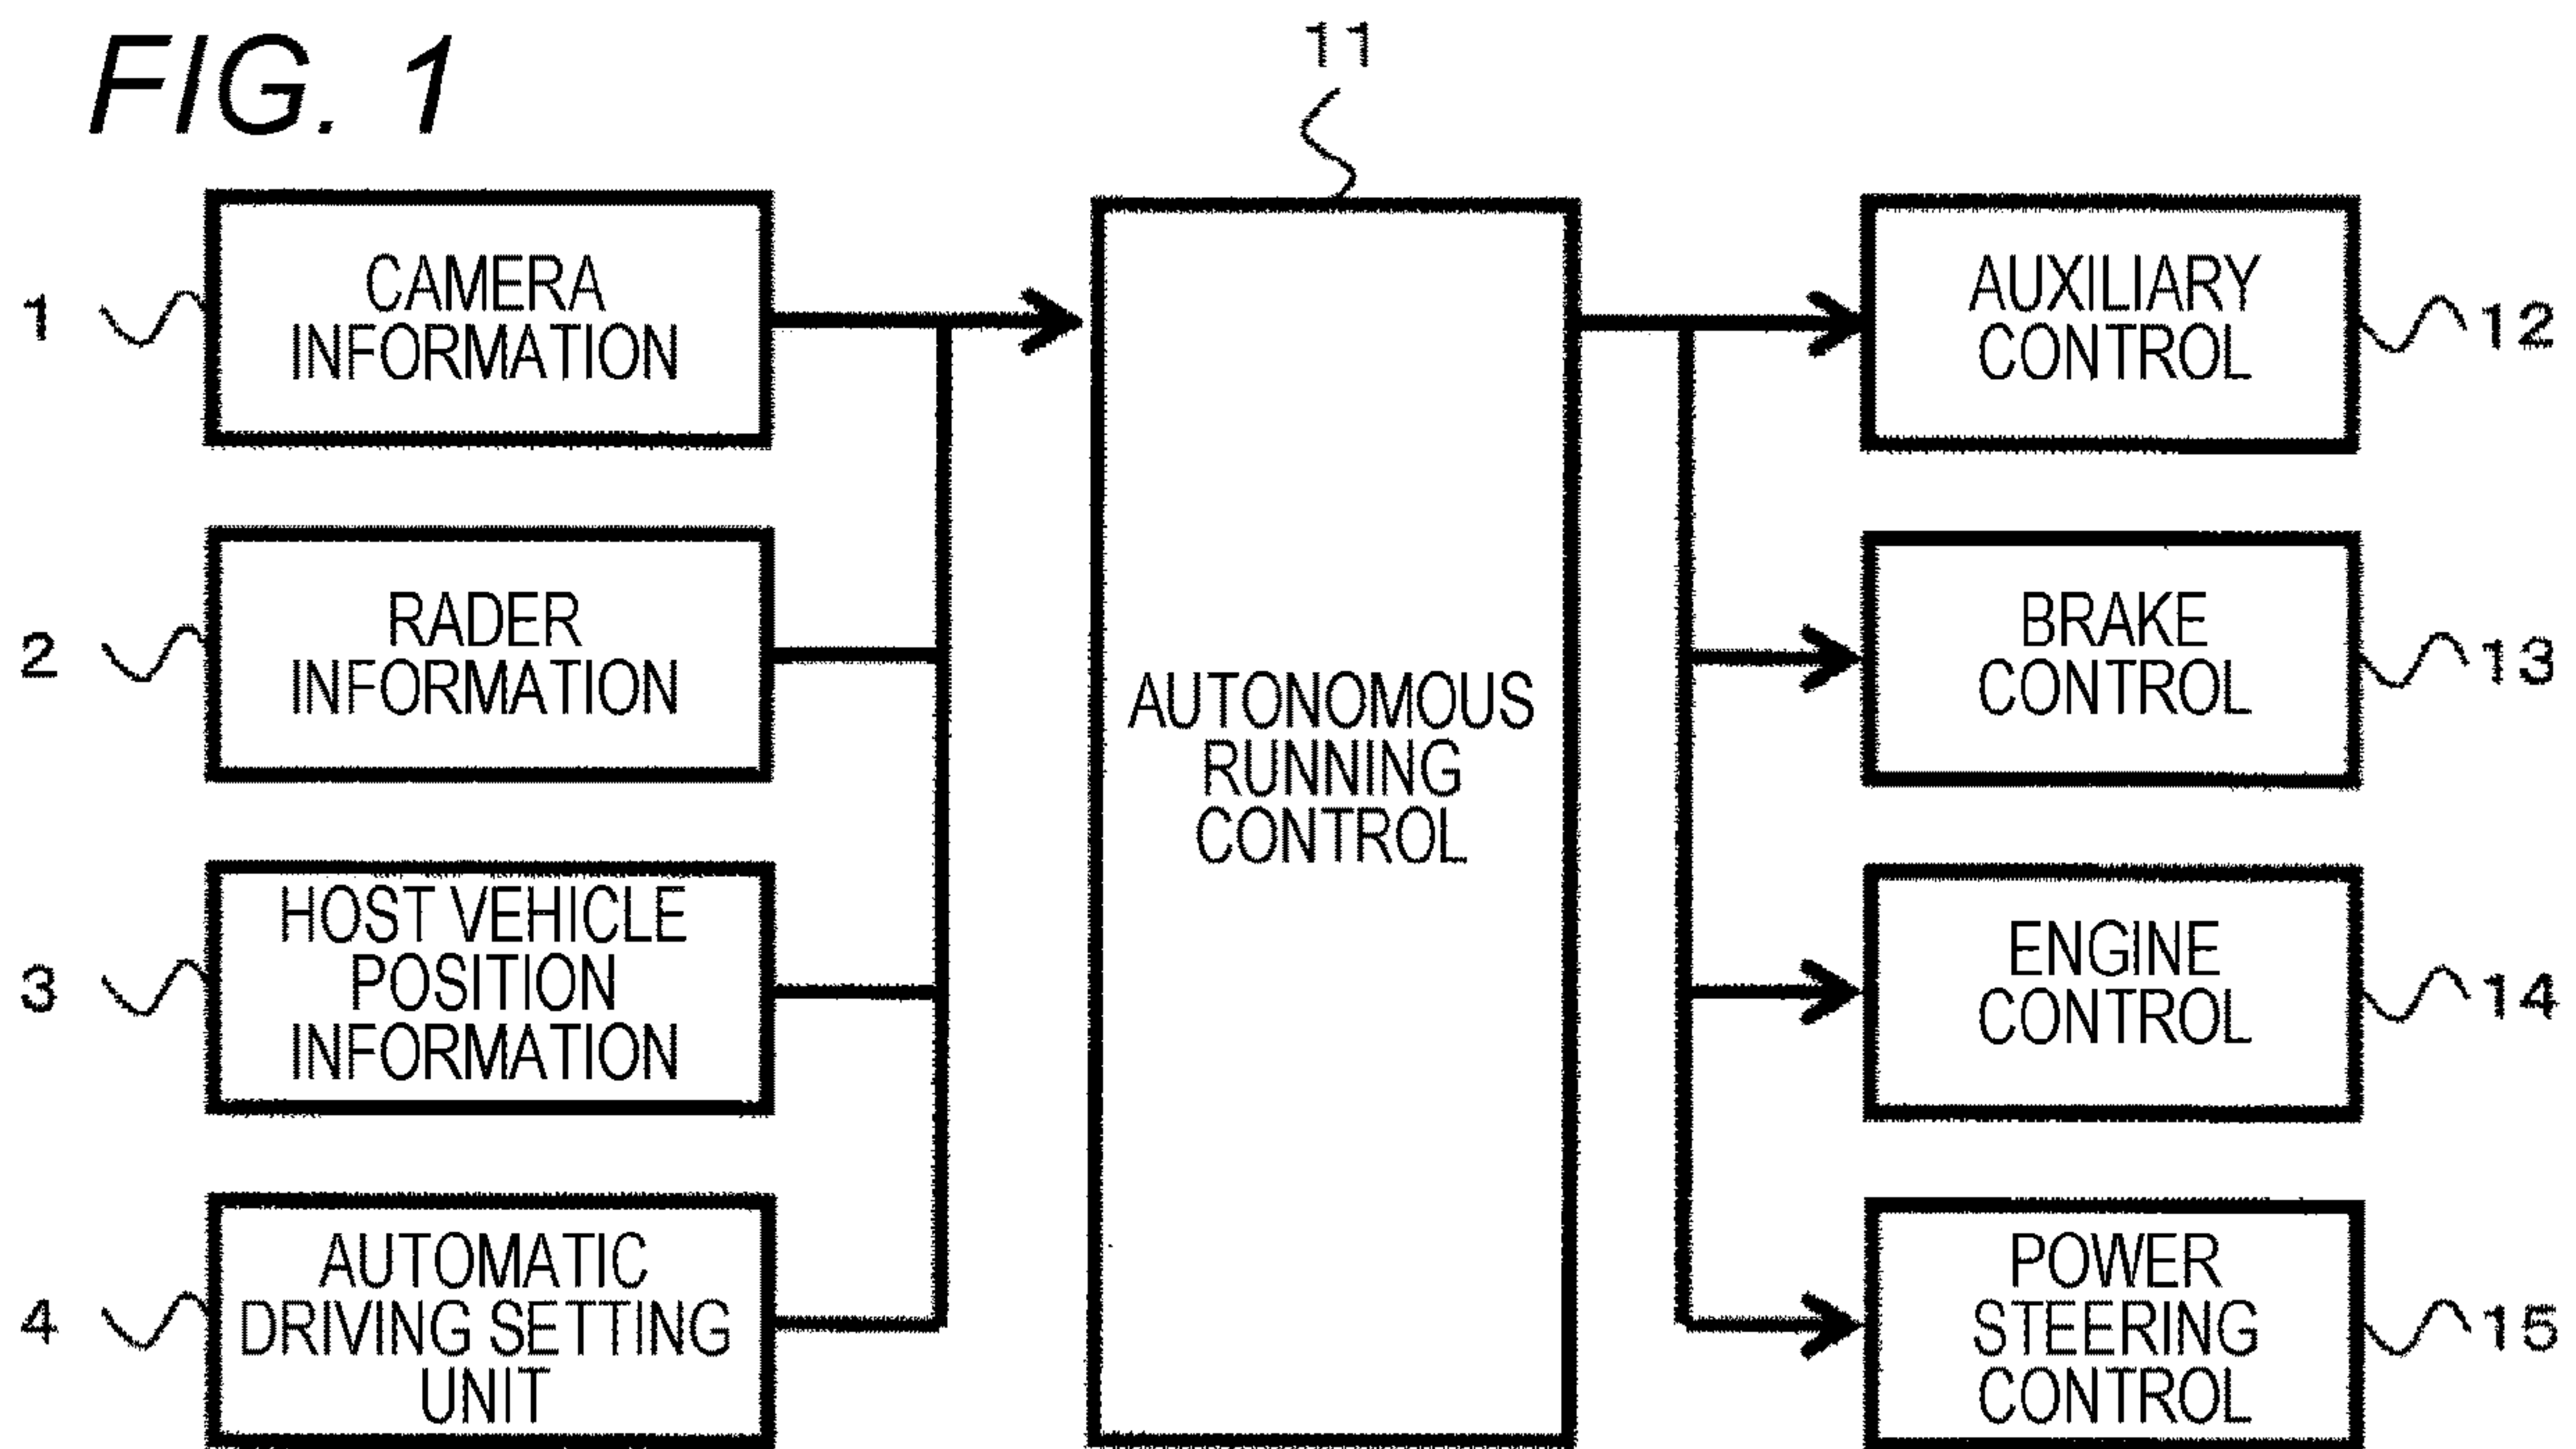 FIG. 1
11
1
CAMERA
INFORMATION
2
RADER
INFORMATION
3
HOST VEHICLE
POSITION
INFORMATION
4
AUTOMATIC
DRIVING SETTING
UNIT
AUTONOMOUS
RUNNING
CONTROL
AUXILIARY
CONTROL
12
BRAKE
CONTROL
13
ENGINE
CONTROL
14
POWER
STEERING
CONTROL
15